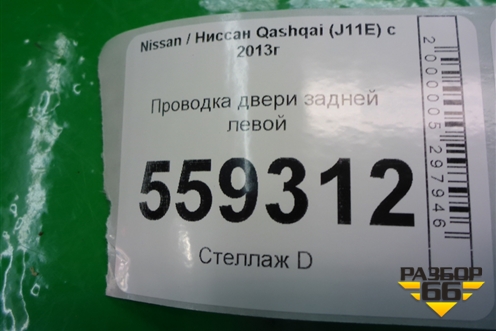 Nissan / Ниссан Qashqai (J11E) с
2013г
Проводка двери задней
левой
559312
Стеллаж D
2000005297946
РАЗБОР
66